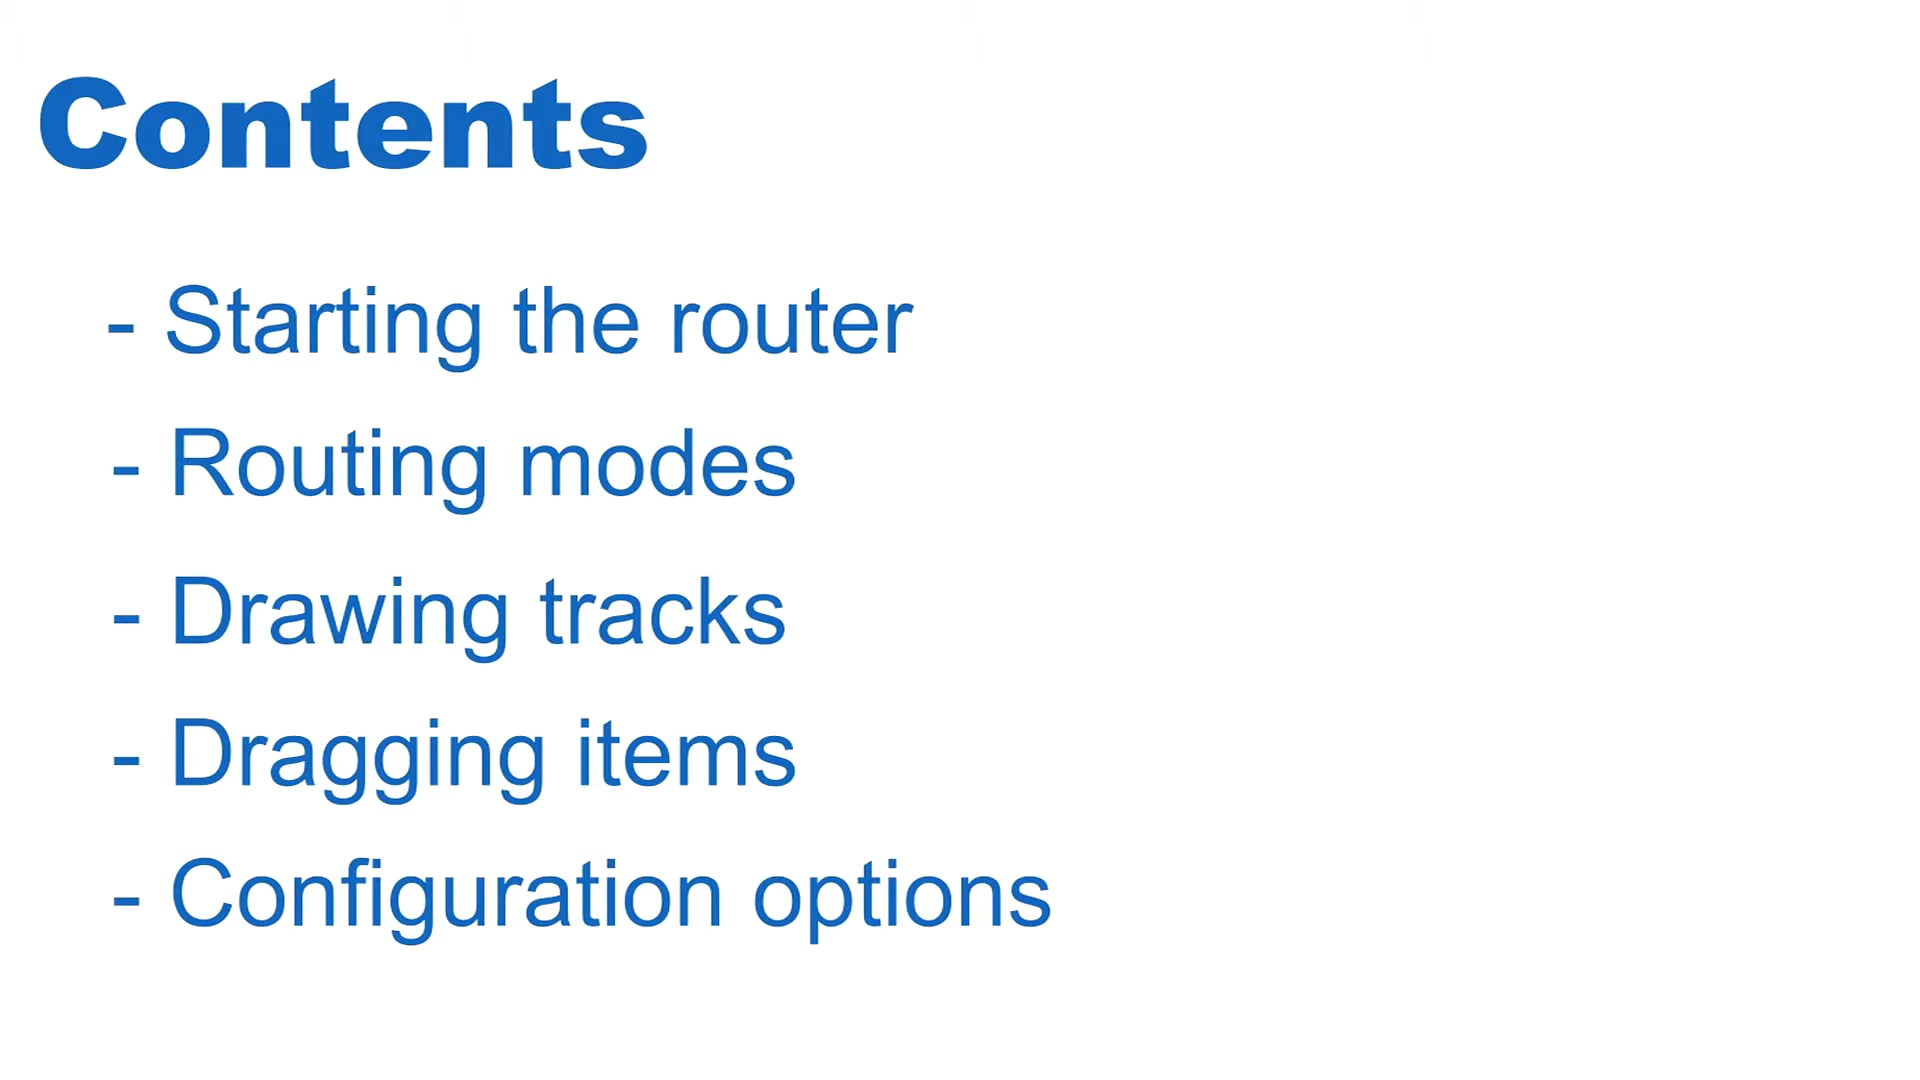 Contents
- Starting the router
- Routing modes
- Drawing tracks
- Dragging items
- Configuration options